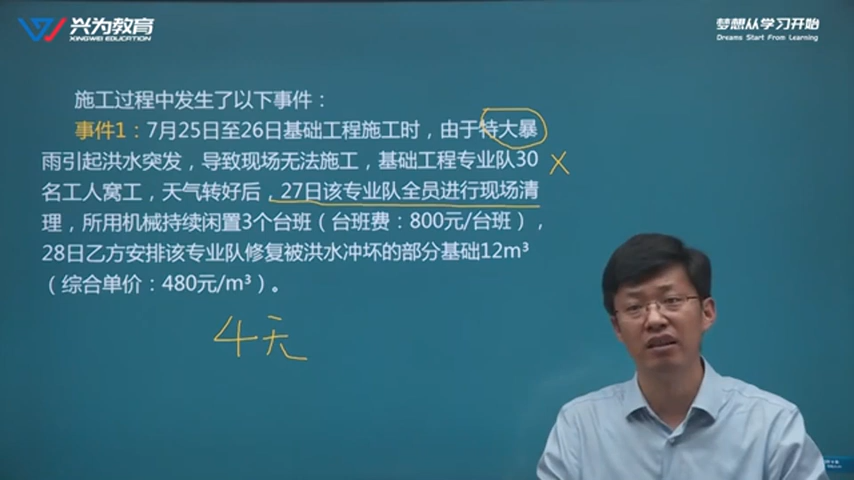 兴为教育
XINGWEI EDUCATION
梦想从学习开始
Dreams Start From Learning
施工过程中发生了以下事件：
事件1：7月25日至26日基础工程施工时，由于特大暴
雨引起洪水突发，导致现场无法施工，基础工程专业队30
名工人窝工，天气转好后，27日该专业队全员进行现场清
理，所用机械持续闲置3个台班（台班费：800元/台班），
28日乙方安排该专业队修复被洪水冲坏的部分基础12m³
（综合单价：480元/m³）。
4天